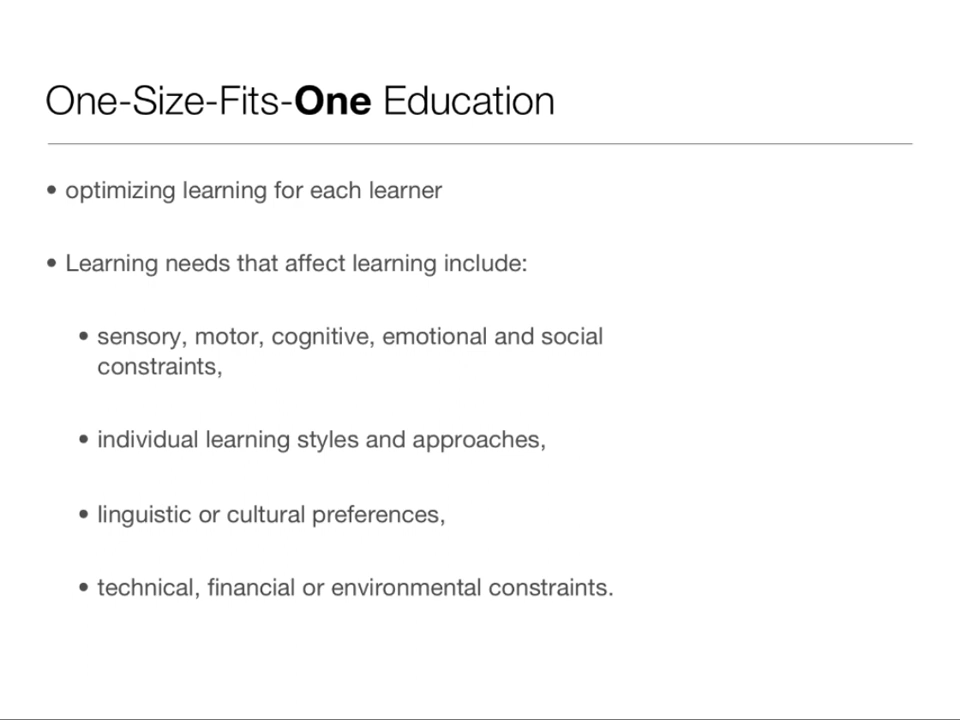 One-Size-Fits-One Education
• optimizing learning for each learner
• Learning needs that affect learning include:
• sensory, motor, cognitive, emotional and social
constraints,
• individual learning styles and approaches,
• linguistic or cultural preferences,
• technical, financial or environmental constraints.